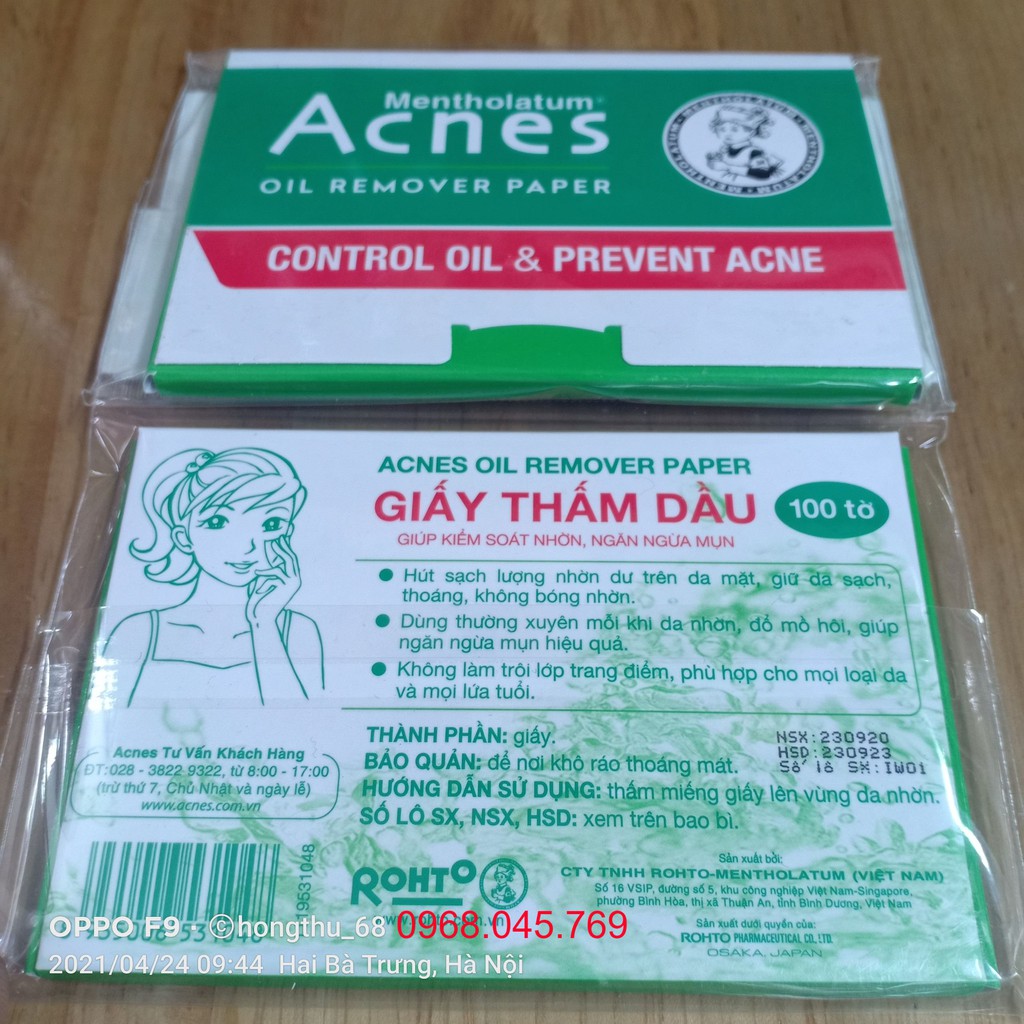 Mentholatum®
Acnes
OIL REMOVER PAPER
MENTHOLATUM • MENTHOLATUM • MENTHOLATUM
CONTROL OIL & PREVENT ACNE
ACNES OIL REMOVER PAPER
GIẤY THẤM DẦU
100 tờ
GIÚP KIỂM SOÁT NHỜN, NGĂN NGỪA MỤN
● Hút sạch lượng nhờn dư trên da mặt, giữ da sạch,
thoáng, không bóng nhờn.
● Dùng thường xuyên mỗi khi da nhờn, đổ mồ hôi, giúp
ngăn ngừa mụn hiệu quả.
● Không làm trôi lớp trang điểm, phù hợp cho mọi loại da
và mọi lứa tuổi.
THÀNH PHẦN: giấy.
BẢO QUẢN: để nơi khô ráo thoáng mát.
HƯỚNG DẪN SỬ DỤNG: thấm miếng giấy lên vùng da nhờn.
SỐ LÔ SX, NSX, HSD: xem trên bao bì.
NSX:230920
HSD:230923
Số lô SX:IW01
Acnes Tư Vấn Khách Hàng
ĐT:028 - 3822 9322, từ 8:00 - 17:00
(trừ thứ 7, Chủ Nhật và ngày lễ)
www.acnes.com.vn
19531048
ROHTO
Sản xuất bởi:
CTY TNHH ROHTO-MENTHOLATUM (VIỆT NAM)
Số 16 VSIP, đường số 5, khu công nghiệp Việt Nam-Singapore,
phường Bình Hòa, thị xã Thuận An, tỉnh Bình Dương, Việt Nam
Sản xuất dưới quyền của:
ROHTO PHARMACEUTICAL CO. LTD.
OSAKA, JAPAN
OPPO F9 · ©hongthu_68 0968.045.769
2021/04/24 09:44 Hai Bà Trưng, Hà Nội